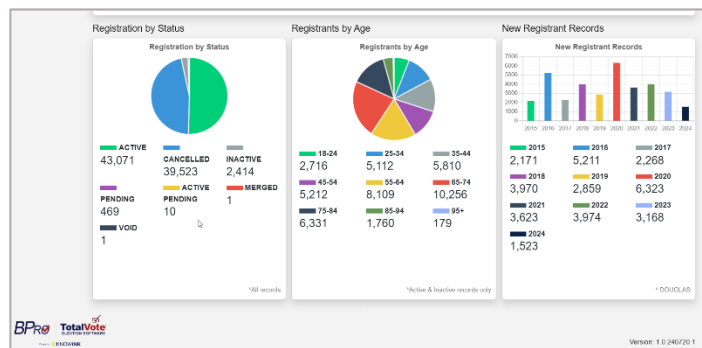 Registration by Status
Registration by Status
ACTIVE
43,071
CANCELLED
39,523
INACTIVE
2,414
PENDING
469
ACTIVE
PENDING
10
MERGED
1
VOID
1
*All records
Registrants by Age
Registrants by Age
18-24
2,716
25-34
5,112
35-44
5,810
45-54
5,212
55-64
8,109
65-74
10,256
75-84
6,331
85-94
1,760
95+
179
*Active & Inactive records only
New Registrant Records
New Registrant Records
7000
6000
5000
4000
3000
2000
1000
0
2015 2016 2017 2018 2019 2020 2021 2022 2023 2024
2015
2,171
2016
5,211
2017
2,268
2018
3,970
2019
2,859
2020
6,323
2021
3,623
2022
3,974
2023
3,168
2024
1,523
* DOUGLAS
BPro
TotalVote
ELECTION SOFTWARE
KNOWiNK
Version: 1.0.240720.1